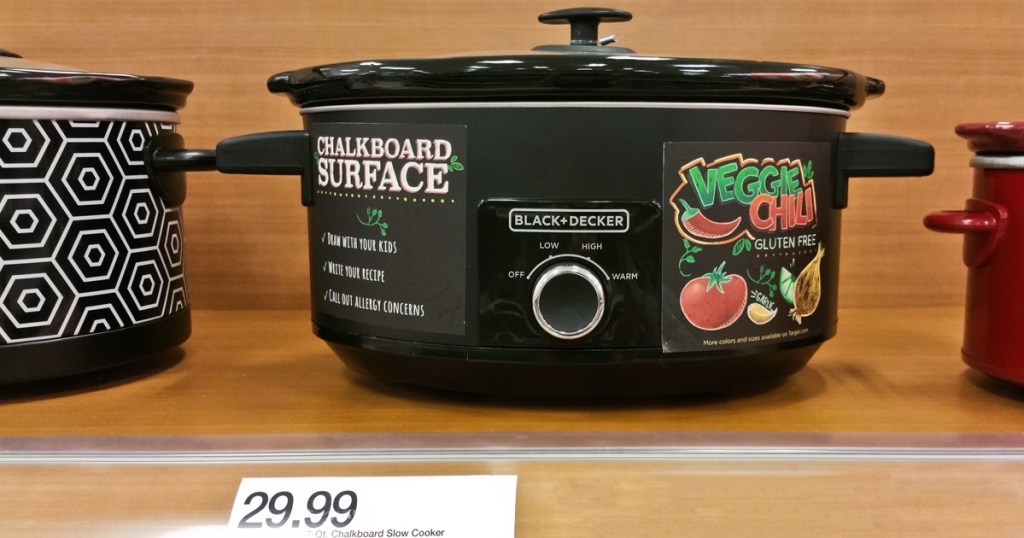 CHALKBOARD
SURFACE
✓ DRAW WITH YOUR KIDS
✓ WRITE YOUR RECIPE
✓ CALL OUT ALLERGY CONCERNS
BLACK+DECKER
LOW HIGH
OFF WARM
VEGGIE
CHILI
GLUTEN FREE
GARLIC
More colors and sizes available on Target.com
29.99
Qt. Chalkboard Slow Cooker